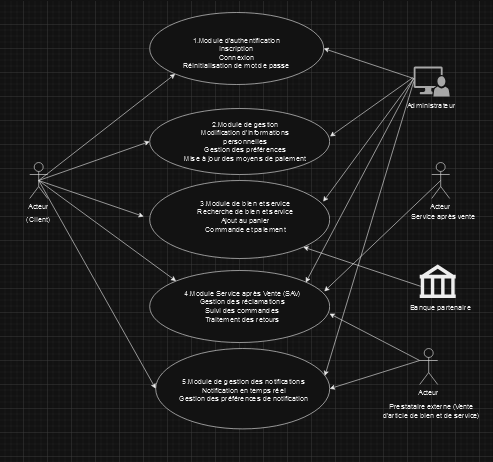 1.Module d'authentification
Inscription
Connexion
Réinitialisation de mot de passe
Administrateur
2.Module de gestion
Modification d'informations
personnelles
Gestion des préférences
Mise à jour des moyens de paiement
Acteur
(Cllient)
3.Module de bien et service
Recherche de bien et service
Ajout au panier
Commande et paiement
Acteur
Service après vente
4.Module Service après Vente (SAV)
Gestion des réclamations
Suivi des commandes
Traitement des retours
Banque partenaire
5.Module de gestion des notifications
Notification en temps réel
Gestion des préférences de notification
Acteur
Prestataire externe (Vente
d'article de bien et de service)